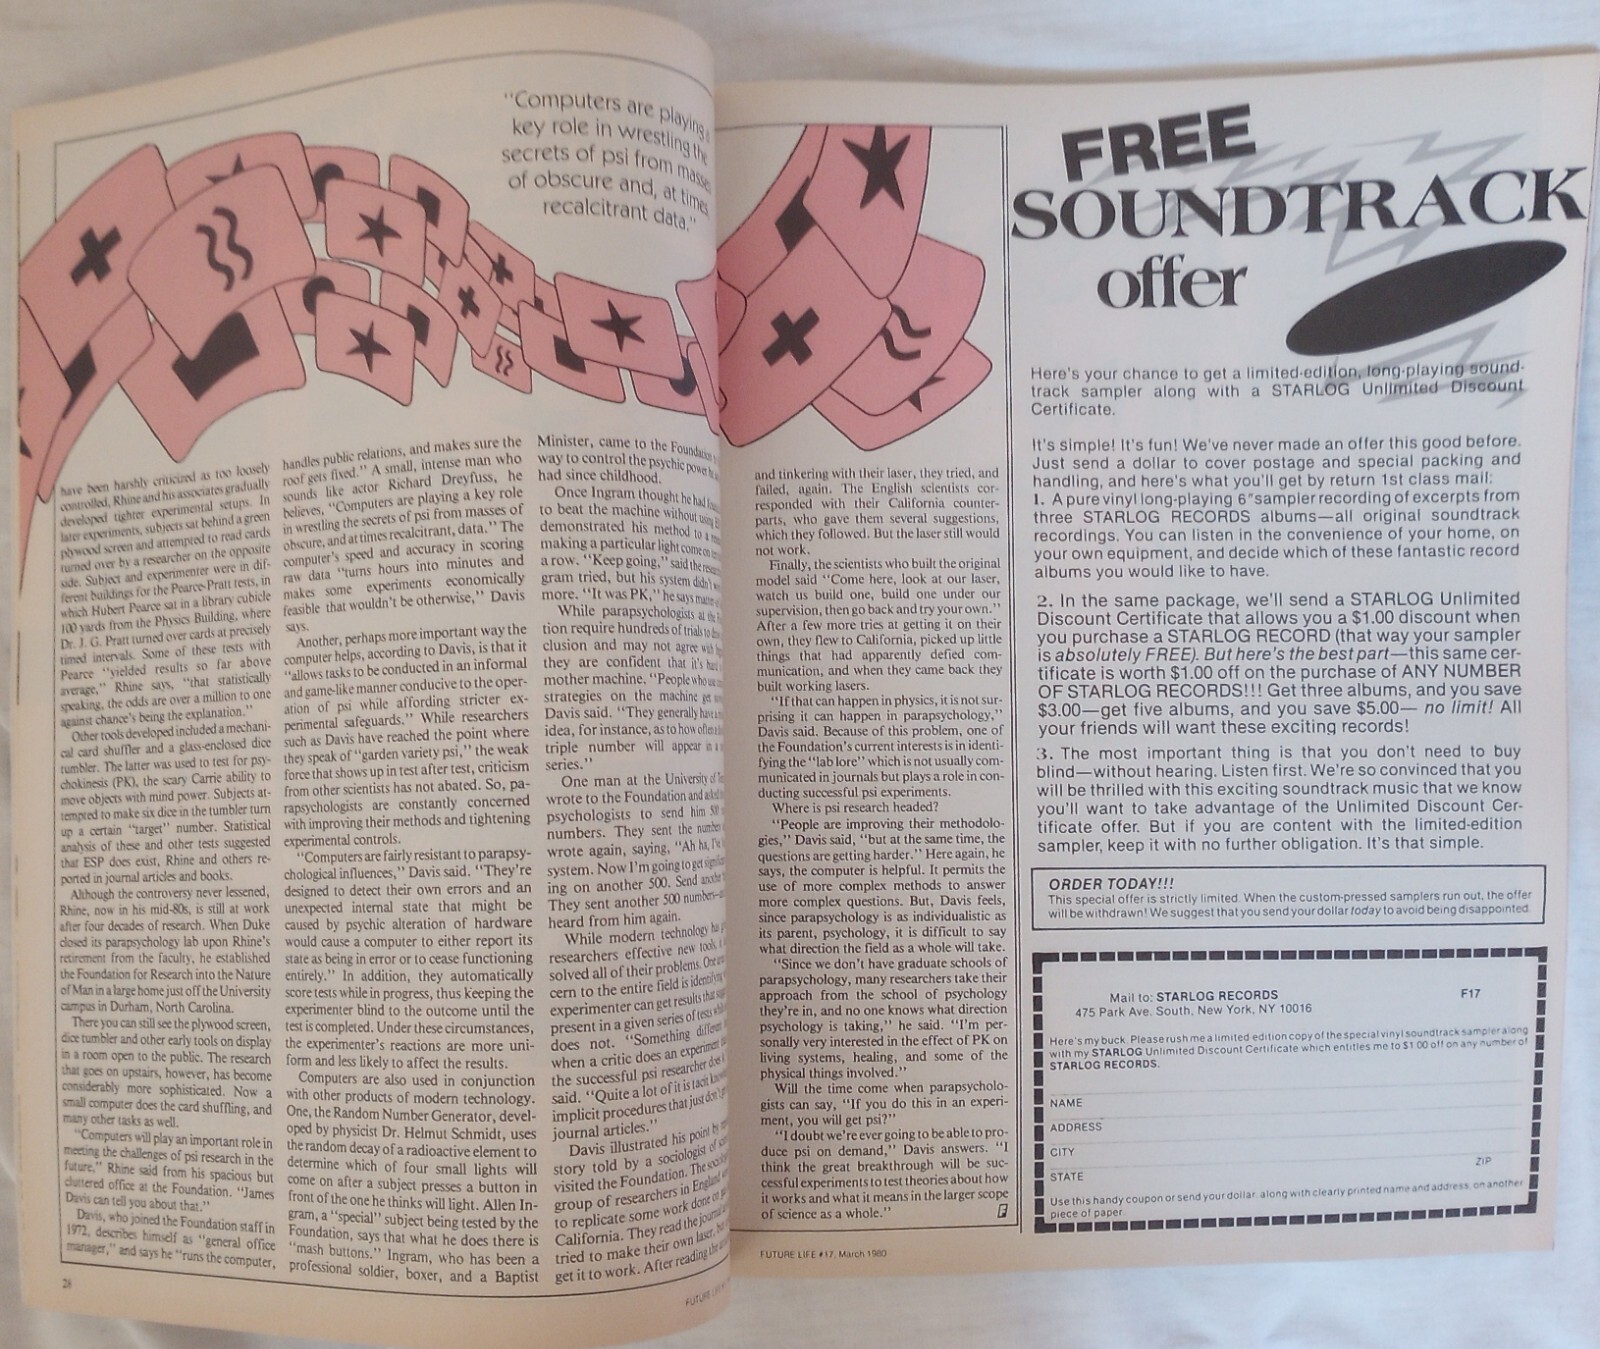 "Computers are playing a
key role in wrestling the
secrets of psi from masses
of obscure and, at times,
recalcitrant data."
have been harshly criticized as too loosely
controlled, Rhine and his associates gradually
developed tighter experimental setups. In
later experiments, subjects sat behind a green
plywood screen and attempted to read cards
turned over by a researcher on the opposite
side. Subject and experimenter were in dif-
ferent buildings for the Pearce-Pratt tests, in
which Hubert Pearce sat in a library cubicle
100 yards from the Physics Building, where
Dr. J. G. Pratt turned over cards at precisely
timed intervals. Some of these tests with
Pearce "yielded results so far above
average," Rhine says, "that statistically
speaking, the odds are over a million to one
against chance's being the explanation."
Other tools developed included a mechani-
cal card shuffler and a glass-enclosed dice
tumbler. The latter was used to test for psy-
chokinesis (PK), the scary Carrie ability to
move objects with mind power. Subjects at-
tempted to make six dice in the tumbler turn
up a certain "target" number. Statistical
analysis of these and other tests suggested
that ESP does exist, Rhine and others re-
ported in journal articles and books.
Although the controversy never lessened,
Rhine, now in his mid-80s, is still at work
after four decades of research. When Duke
closed its parapsychology lab upon Rhine's
retirement from the faculty, he established
the Foundation for Research into the Nature
of Man in a large home just off the University
campus in Durham, North Carolina.
There you can still see the plywood screen,
dice tumbler and other early tools on display
in a room open to the public. The research
that goes on upstairs, however, has become
considerably more sophisticated. Now a
small computer does the card shuffling, and
many other tasks as well.
"Computers will play an important role in
meeting the challenges of psi research in the
future," Rhine said from his spacious but
cluttered office at the Foundation. "James
Davis can tell you about that."
Davis, who joined the Foundation staff in
1972, describes himself as "general office
manager," and says he "runs the computer,
28
handles public relations, and makes sure the
roof gets fixed." A small, intense man who
sounds like actor Richard Dreyfuss, he
believes, "Computers are playing a key role
in wrestling the secrets of psi from masses of
obscure, and at times recalcitrant, data." The
computer's speed and accuracy in scoring
raw data "turns hours into minutes and
makes some experiments economically
feasible that wouldn't be otherwise," Davis
says.
Another, perhaps more important way the
computer helps, according to Davis, is that it
"allows tasks to be conducted in an informal
and game-like manner conducive to the oper-
ation of psi while affording stricter ex-
perimental safeguards." While researchers
such as Davis have reached the point where
they speak of "garden variety psi," the weak
force that shows up in test after test, criticism
from other scientists has not abated. So, pa-
rapsychologists are constantly concerned
with improving their methods and tightening
experimental controls.
"Computers are fairly resistant to parapsy-
chological influences," Davis said. "They're
designed to detect their own errors and an
unexpected internal state that might be
caused by psychic alteration of hardware
would cause a computer to either report its
state as being in error or to cease functioning
entirely." In addition, they automatically
score tests while in progress, thus keeping the
experimenter blind to the outcome until the
test is completed. Under these circumstances,
the experimenter's reactions are more uni-
form and less likely to affect the results.
Computers are also used in conjunction
with other products of modern technology.
One, the Random Number Generator, devel-
oped by physicist Dr. Helmut Schmidt, uses
the random decay of a radioactive element to
determine which of four small lights will
come on after a subject presses a button in
front of the one he thinks will light. Allen In-
gram, a "special" subject being tested by the
Foundation, says that what he does there is
"mash buttons." Ingram, who has been a
professional soldier, boxer, and a Baptist
Minister, came to the Foundation
way to control the psychic power he
had since childhood.
Once Ingram thought he had
to beat the machine without using
demonstrated his method to a
making a particular light come on
a row. "Keep going," said the
gram tried, but his system didn't
more. "It was PK," he says
While parapsychologists at the
tion require hundreds of trials to
clusion and may not agree with
they are confident that it's hard
mother machine. "People who use
strategies on the machine get
Davis said. "They generally have
idea, for instance, as to how often a
triple number will appear in a
series."
One man at the University of
wrote to the Foundation and asked
psychologists to send him 500
numbers. They sent the numbers
wrote again, saying, "Ah ha, I've
system. Now I'm going to get
ing on another 500. Send another
They sent another 500 numbers—
heard from him again.
While modern technology has
researchers effective new tools, it
solved all of their problems. One
cern to the entire field is identifying
experimenter can get results that
present in a given series of tests while
does not. "Something different
when a critic does an experiment
the successful psi researcher
said. "Quite a lot of it is tacit
implicit procedures that just don't
journal articles."
Davis illustrated his point by
story told by a sociologist of
visited the Foundation. The
group of researchers in England
to replicate some work done
California. They read the journal
tried to make their own laser,
get it to work. After reading the
FUTURE
and tinkering with their laser, they tried, and
failed, again. The English scientists cor-
responded with their California counter-
parts, who gave them several suggestions,
which they followed. But the laser still would
not work.
Finally, the scientists who built the original
model said "Come here, look at our laser,
watch us build one, build one under our
supervision, then go back and try your own."
After a few more tries at getting it on their
own, they flew to California, picked up little
things that had apparently defied com-
munication, and when they came back they
built working lasers.
"If that can happen in physics, it is not sur-
prising it can happen in parapsychology,"
Davis said. Because of this problem, one of
the Foundation's current interests is in identi-
fying the "lab lore" which is not usually com-
municated in journals but plays a role in con-
ducting successful psi experiments.
Where is psi research headed?
"People are improving their methodolo-
gies," Davis said, "but at the same time, the
questions are getting harder." Here again, he
says, the computer is helpful. It permits the
use of more complex methods to answer
more complex questions. But, Davis feels,
since parapsychology is as individualistic as
its parent, psychology, it is difficult to say
what direction the field as a whole will take.
"Since we don't have graduate schools of
parapsychology, many researchers take their
approach from the school of psychology
they're in, and no one knows what direction
psychology is taking," he said. "I'm per-
sonally very interested in the effect of PK on
living systems, healing, and some of the
physical things involved."
Will the time come when parapsycholo-
gists can say, "If you do this in an experi-
ment, you will get psi?"
"I doubt we're ever going to be able to pro-
duce psi on demand," Davis answers. "I
think the great breakthrough will be suc-
cessful experiments to test theories about how
it works and what it means in the larger scope
of science as a whole." F
FUTURE LIFE #17, March 1980
FREE
SOUNDTRACK
offer
Here's your chance to get a limited-edition, long-playing sound-
track sampler along with a STARLOG Unlimited Discount
Certificate.
It's simple! It's fun! We've never made an offer this good before.
Just send a dollar to cover postage and special packing and
handling, and here's what you'll get by return 1st class mail:
1. A pure vinyl long-playing 6" sampler recording of excerpts from
three STARLOG RECORDS albums—all original soundtrack
recordings. You can listen in the convenience of your home, on
your own equipment, and decide which of these fantastic record
albums you would like to have.
2. In the same package, we'll send a STARLOG Unlimited
Discount Certificate that allows you a $1.00 discount when
you purchase a STARLOG RECORD (that way your sampler
is absolutely FREE). But here's the best part—this same cer-
tificate is worth $1.00 off on the purchase of ANY NUMBER
OF STARLOG RECORDS!!! Get three albums, and you save
$3.00—get five albums, and you save $5.00— no limit! All
your friends will want these exciting records!
3. The most important thing is that you don't need to buy
blind—without hearing. Listen first. We're so convinced that you
will be thrilled with this exciting soundtrack music that we know
you'll want to take advantage of the Unlimited Discount Cer-
tificate offer. But if you are content with the limited-edition
sampler, keep it with no further obligation. It's that simple.
ORDER TODAY!!!
This special offer is strictly limited. When the custom-pressed samplers run out, the offer
will be withdrawn! We suggest that you send your dollar today to avoid being disappointed.
Mail to: STARLOG RECORDS F17
475 Park Ave. South, New York, NY 10016
Here's my buck. Please rush me a limited edition copy of the special vinyl soundtrack sampler along
with my STARLOG Unlimited Discount Certificate which entitles me to $1.00 off on any number of
STARLOG RECORDS.
NAME
ADDRESS
CITY
STATE ZIP
Use this handy coupon or send your dollar, along with clearly printed name and address, on another
piece of paper.